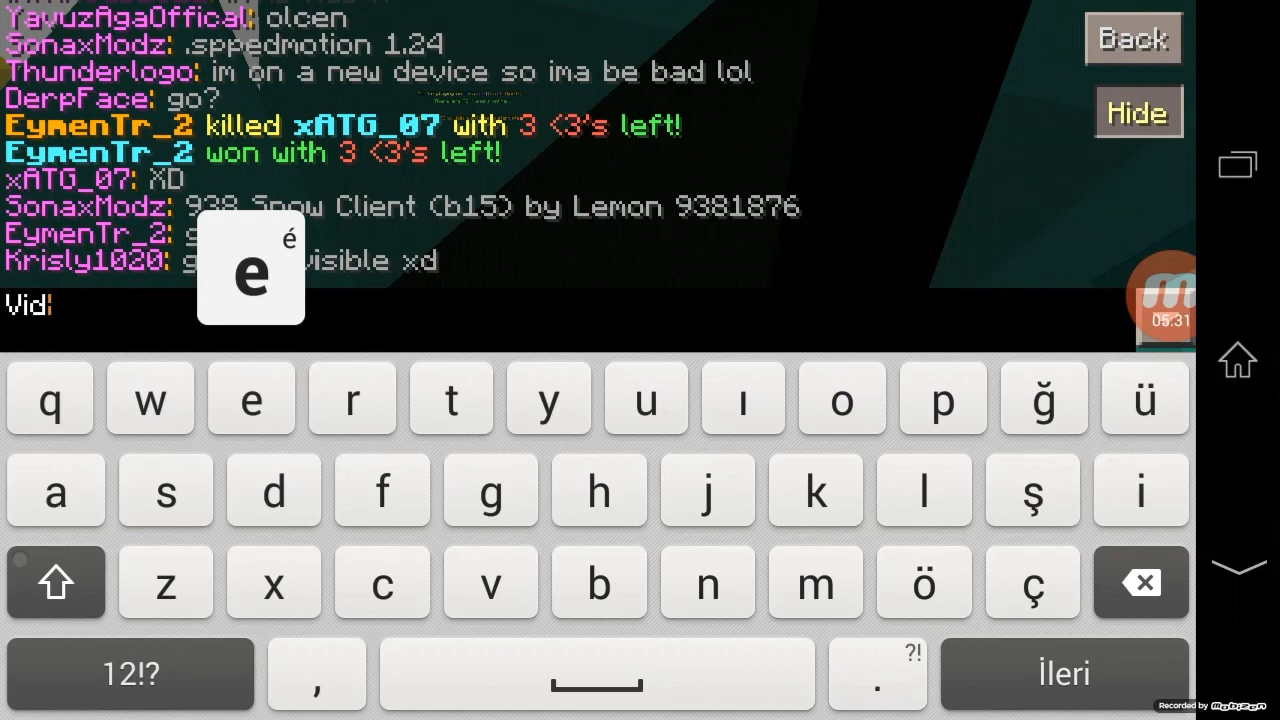 YavuzAgaOffical: olcen
SonaxModz: .sppedmotion 1.24
Thunderlogo: im on a new device so ima be bad lol
DerpFace: go?
EymenTr_2 killed xATG_07 with 3 <3's left!
EymenTr_2 won with 3 <3's left!
xATG_07: XD
SonaxModz: 938 Snow Client (b15) by Lemon 9381876
EymenTr_2: g
Krisly1020: g visible xd
Vid
Back
Hide
05:31
e é
q w e r t y u ı o p ğ ü
a s d f g h j k l ş i
z x c v b n m ö ç
12!? , . ?! İleri
Recorded by Mobizen